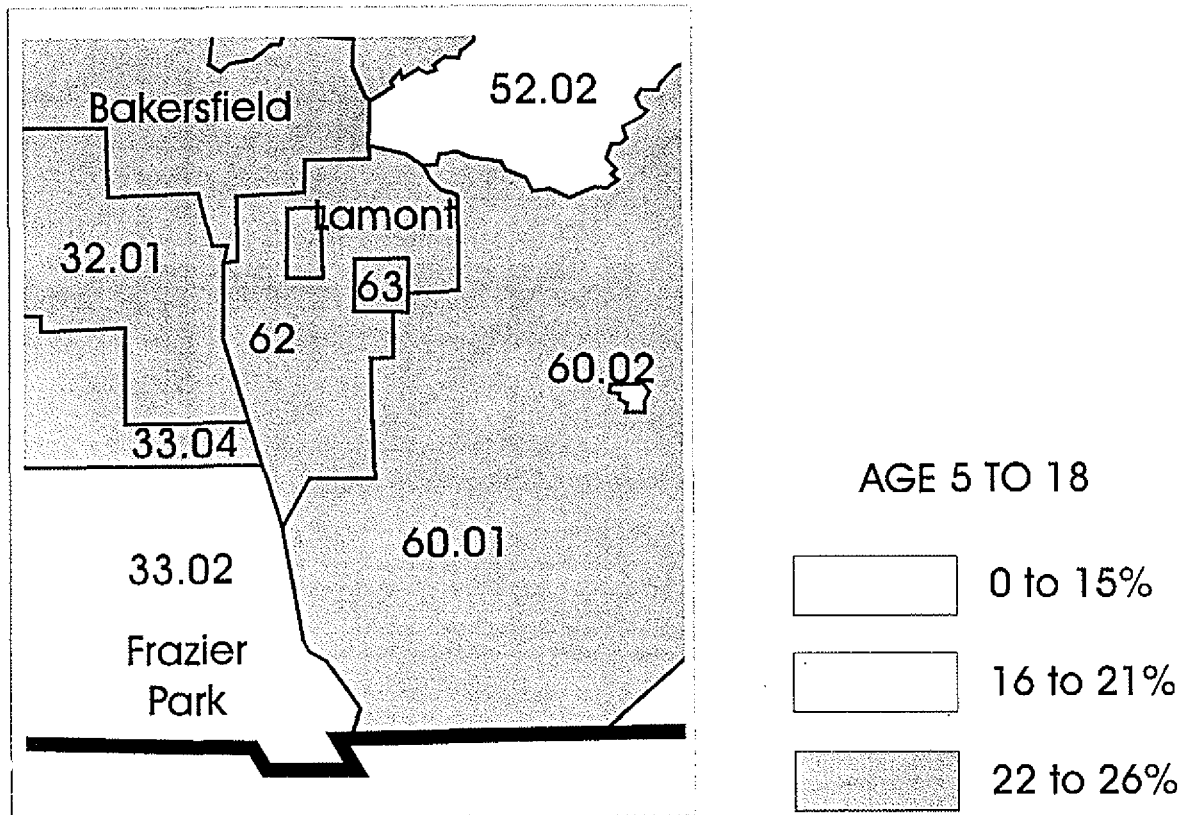 52.02
Bakersfield
Lamont
32.01
63
62
60.02
33.04
60.01
33.02
Frazier
Park
AGE 5 TO 18
0 to 15%
16 to 21%
22 to 26%